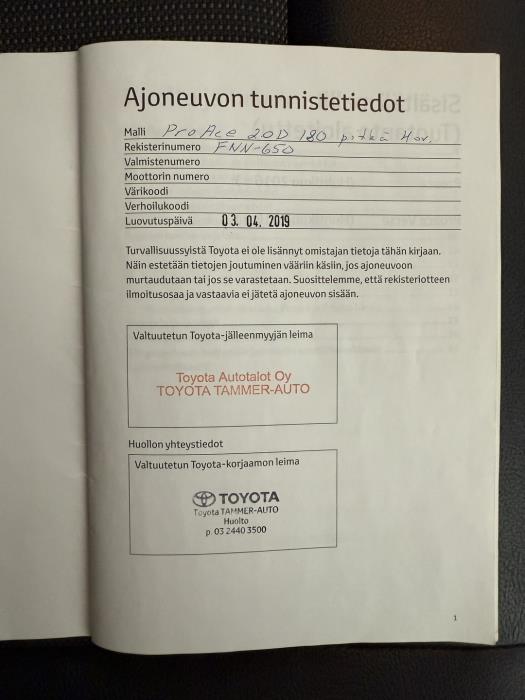 Ajoneuvon tunnistetiedot
Malli ProAce 20D 180 pitkä 4ov.
Rekisterinumero FNN-650
Valmistenumero
Moottorin numero
Värikoodi
Verhoilukoodi
Luovutuspäivä 03. 04. 2019
Turvallisuussyistä Toyota ei ole lisännyt omistajan tietoja tähän kirjaan.
Näin estetään tietojen joutuminen vääriin käsiin, jos ajoneuvoon
murtaudutaan tai jos se varastetaan. Suosittelemme, että rekisteriotteen
ilmoitusosaa ja vastaavia ei jätetä ajoneuvon sisään.
Valtuutetun Toyota-jälleenmyyjän leima
Toyota Autotalot Oy
TOYOTA TAMMER-AUTO
Huollon yhteystiedot
Valtuutetun Toyota-korjaamon leima
TOYOTA
Toyota TAMMER-AUTO
Huolto
p. 03 2440 3500
1